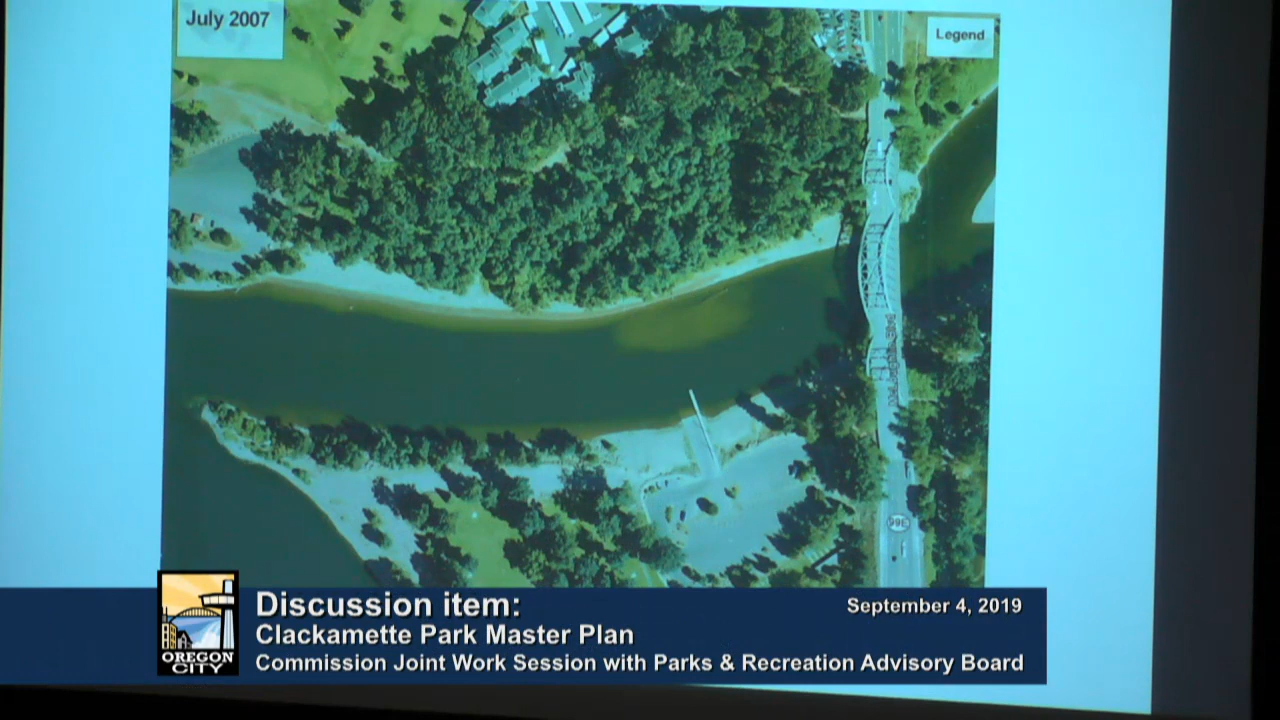 July 2007
Legend
99E
Discussion item:
September 4, 2019
Clackamette Park Master Plan
Commission Joint Work Session with Parks & Recreation Advisory Board
OREGON
CITY